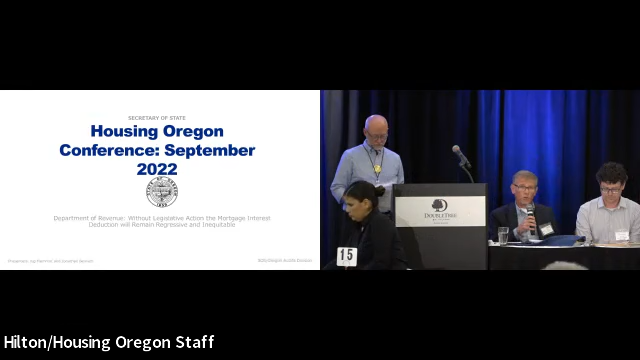 SECRETARY OF STATE
Housing Oregon
Conference: September
2022
Department of Revenue: Without Legislative Action the Mortgage Interest
Deduction will Remain Regressive and Inequitable
DOUBLETREE
15
Hilton/Housing Oregon Staff